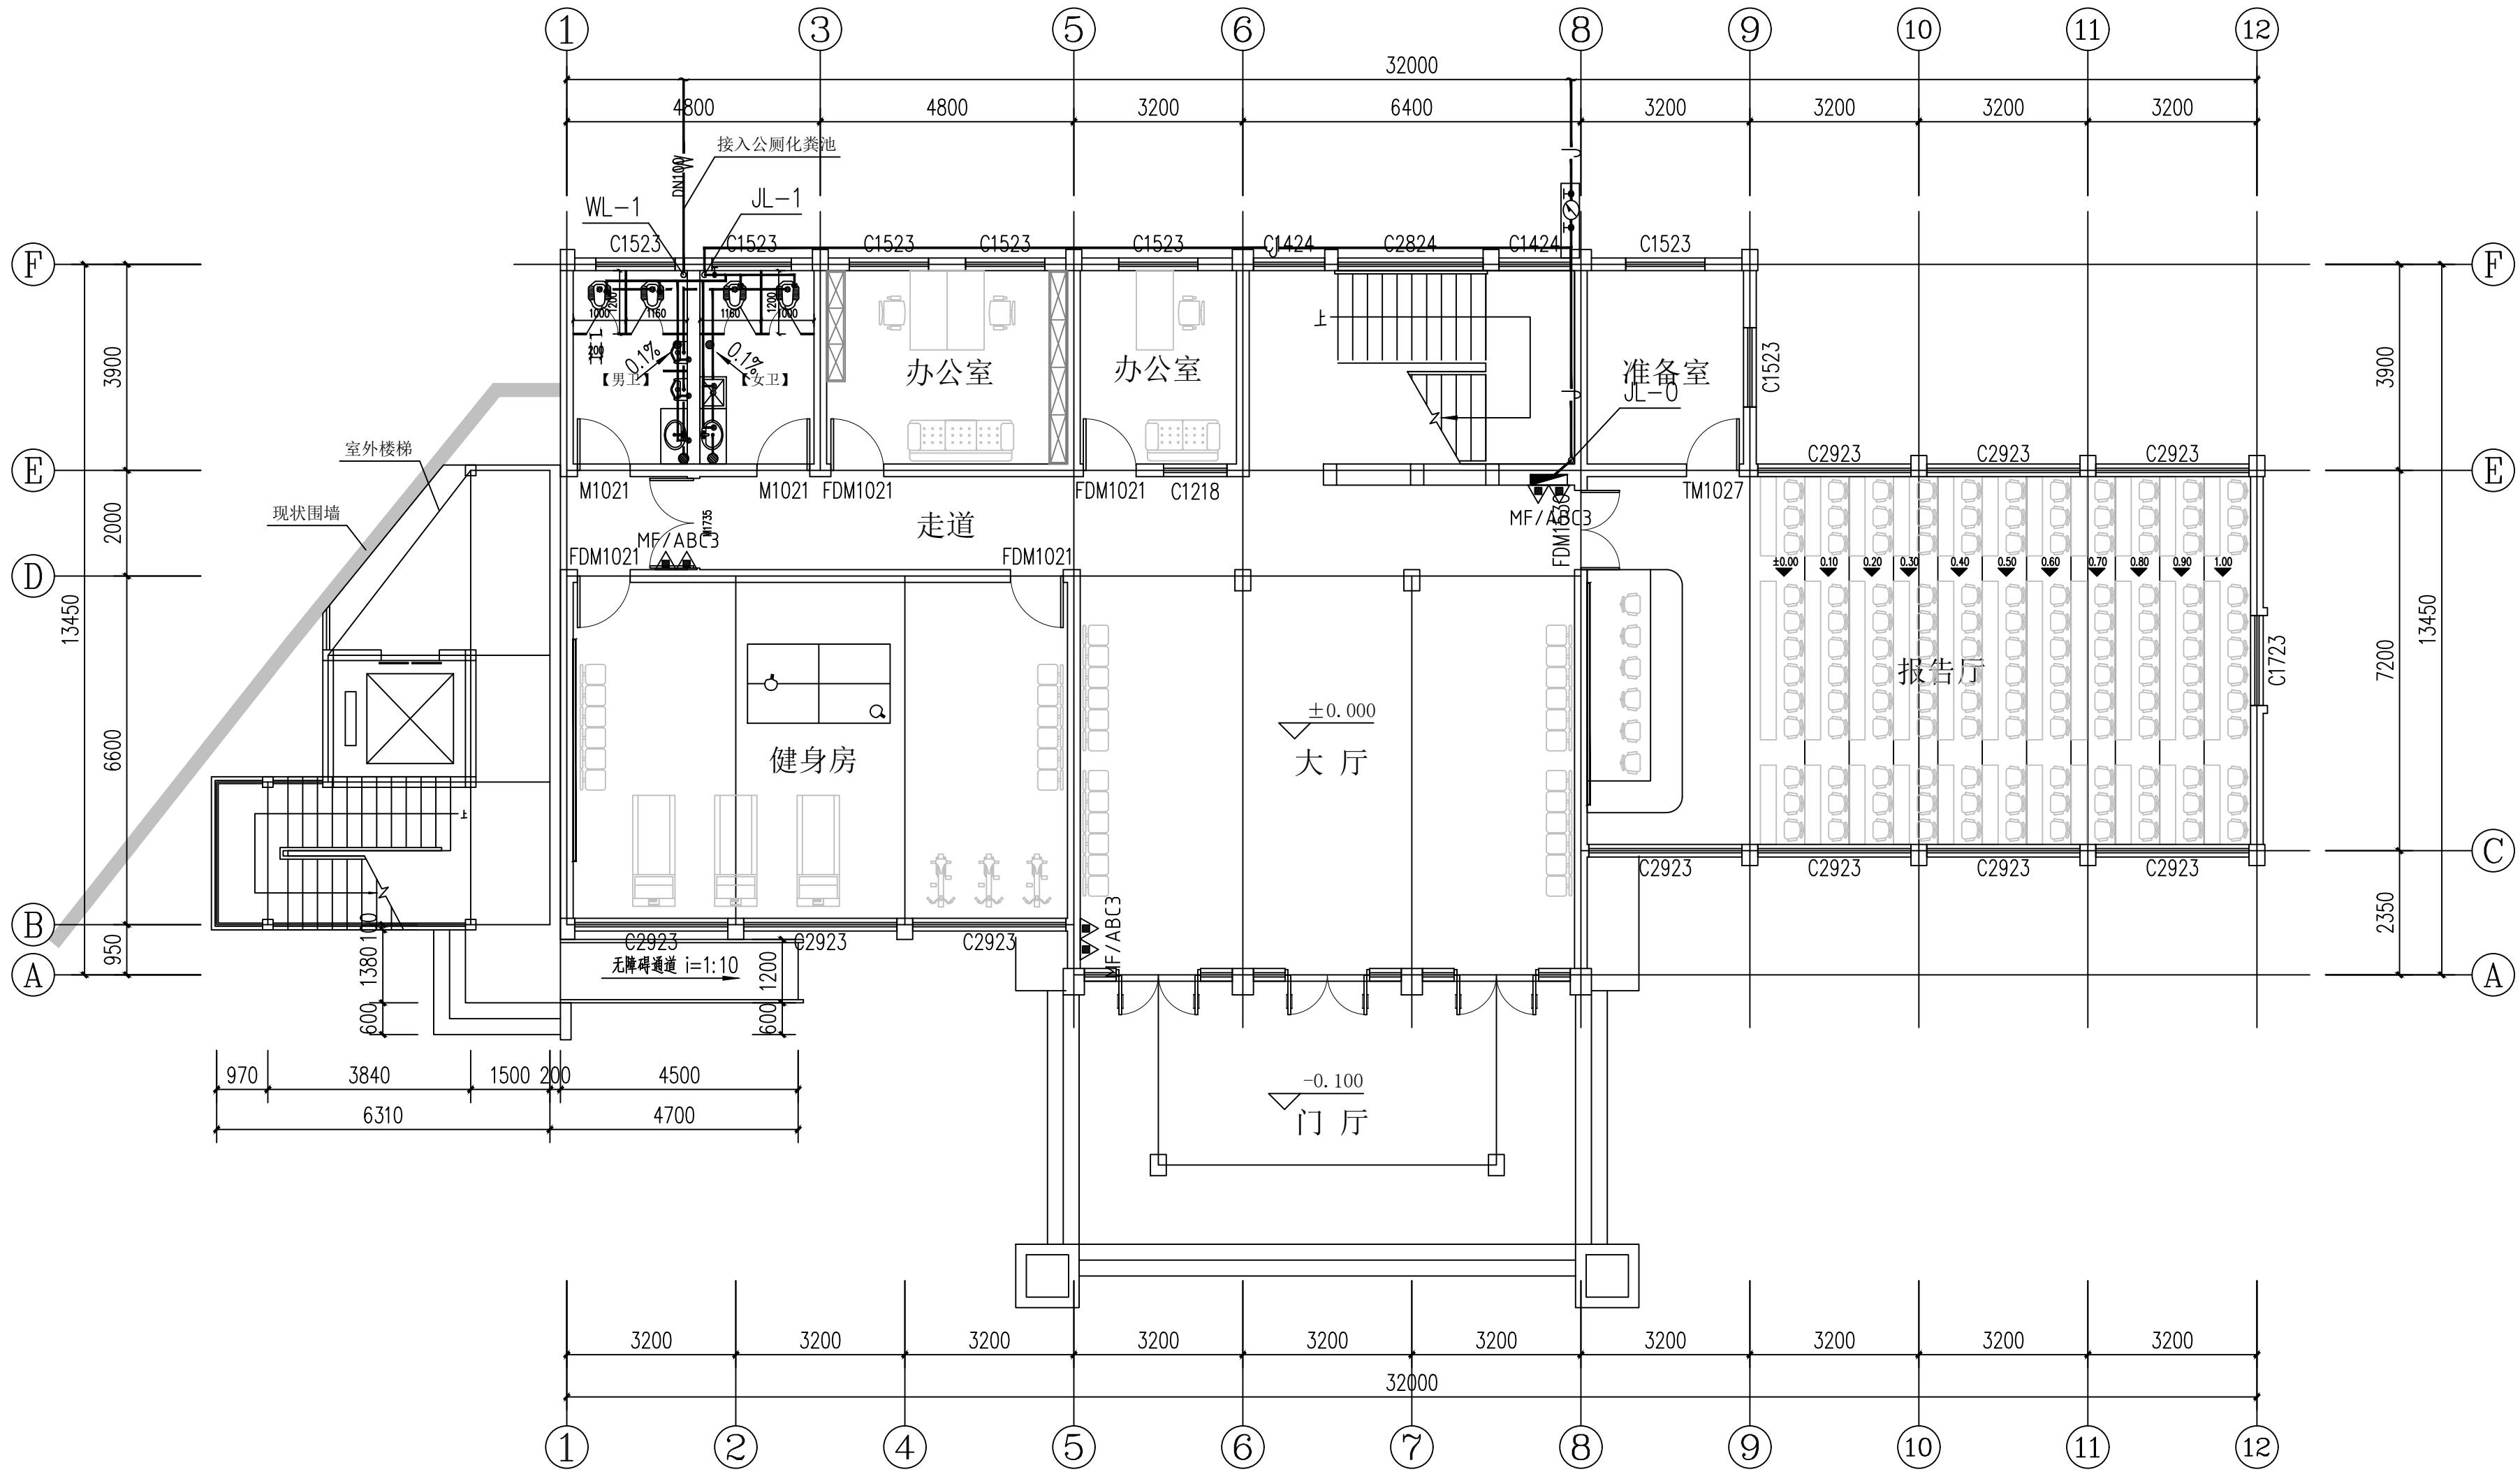 1 3 5 6 8 9 10 11 12
32000
4800 4800 3200 6400 3200 3200 3200 3200
接入公厕化粪池
DN100
W
J
WL-1 JL-1
C1523 C1523 C1523 C1523 C1523 C1424 C2824 C1424 C1523
F F
1200 1200
1000 1160 1160 1000
200
0.1% 0.1%
【男卫】 【女卫】
办公室 办公室 上 准备室
J
JL-0
C1523
3900 3900
室外楼梯
C2923 C2923 C2923
E E
M1021 M1021 FDM1021 FDM1021 C1218 TM1027
现状围墙
M1735
走道
MF/ABC3
MF/ABC3
2000
FDM1021 FDM1021
D
±0.00 0.10 0.20 0.30 0.40 0.50 0.60 0.70 0.80 0.90 1.00
13450 13450
7200
C1723
报告厅
±0.000
大 厅
健身房
6600
上
C2923 C2923 C2923 C2923
C C
B
MF/ABC3
C2923 C2923 C2923
无障碍通道 i=1:10
100
1380
600
1200
600
950
2350
A A
970 3840 1500 200 4500
6310 4700
-0.100
门 厅
3200 3200 3200 3200 3200 3200 3200 3200 3200 3200
32000
1 2 4 5 6 7 8 9 10 11 12